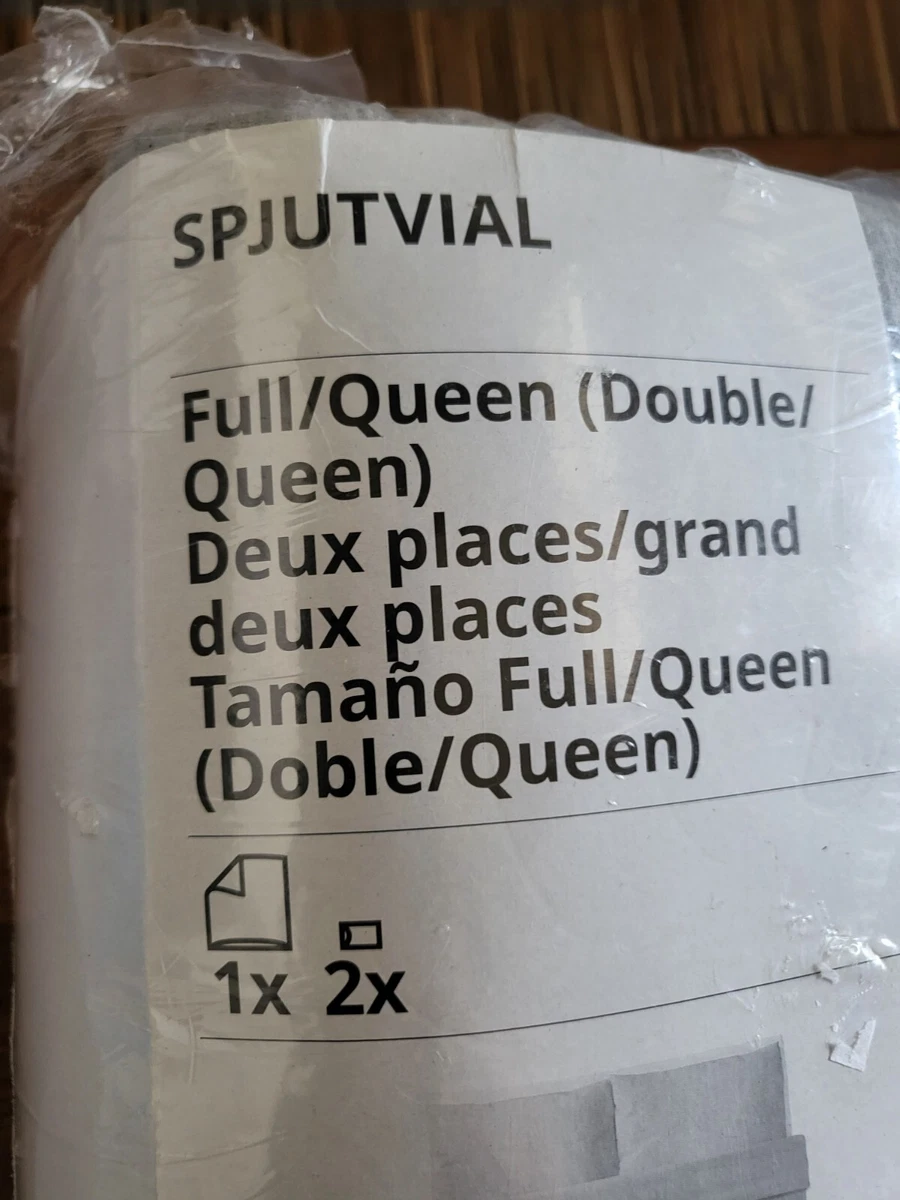 SPJUTVIAL
Full/Queen (Double/
Queen)
Deux places/grand
deux places
Tamaño Full/Queen
(Doble/Queen)
1x 2x